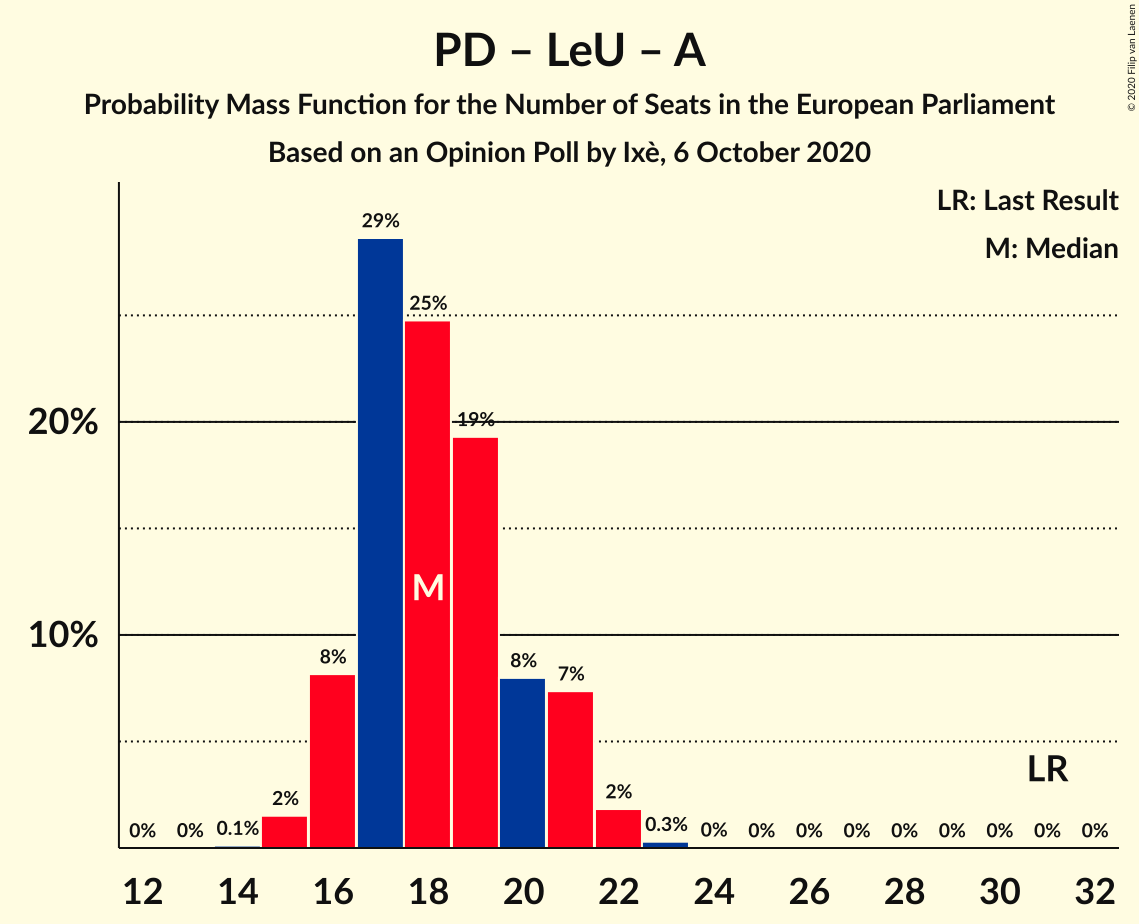 PD – LeU – A
Probability Mass Function for the Number of Seats in the European Parliament
Based on an Opinion Poll by Ixè, 6 October 2020
© 2020 Filip van Laenen
LR: Last Result
M: Median
20%
10%
0% 0% 0.1% 2% 8% 29% 25% 19% 8% 7% 2% 0.3% 0% 0% 0% 0% 0% 0% 0% 0% 0%
M
LR
12 14 16 18 20 22 24 26 28 30 32